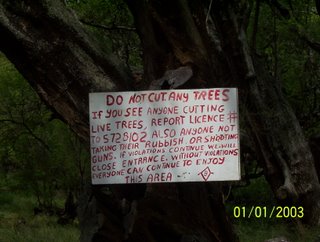 DO NOT CUT ANY TREES
IF YOU SEE ANYONE CUTTING
LIVE TREES, REPORT LICENCE #
TO 5728102 ALSO ANYONE NOT
TAKING THEIR RUBBISH OR SHOOTING
GUNS. IF VIOLATIONS CONTINUE WE WILL
CLOSE ENTRANCE. WITHOUT VIOLATIONS
EVERYONE CAN CONTINUE TO ENJOY
THIS AREA
01/01/2003